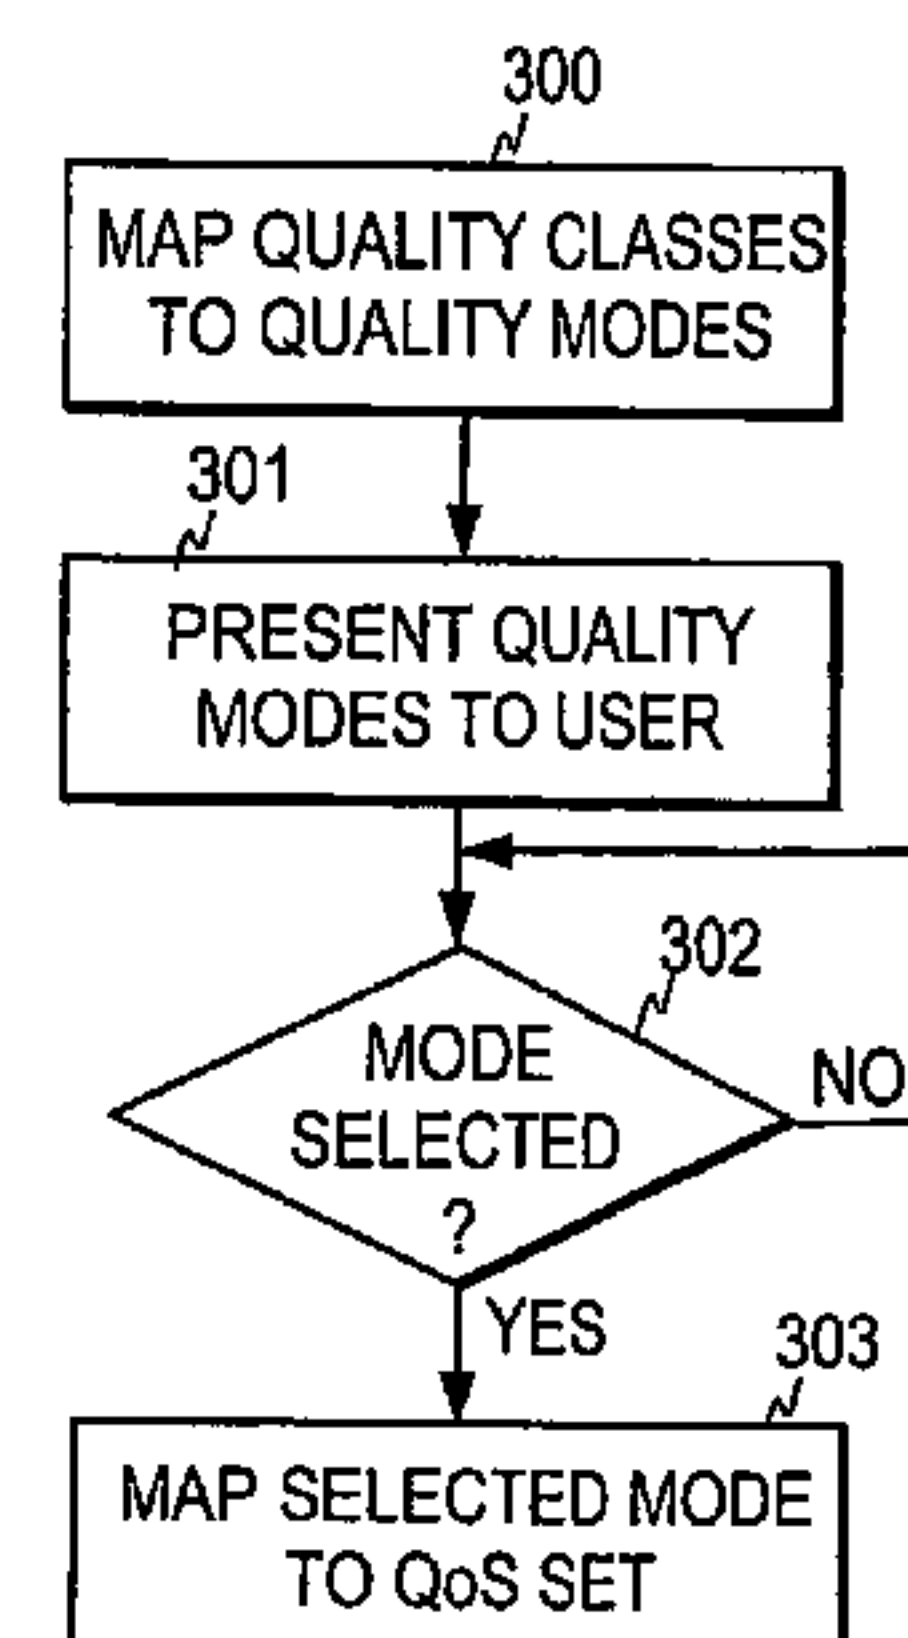 300
MAP QUALITY CLASSES
TO QUALITY MODES
301
PRESENT QUALITY
MODES TO USER
302
MODE
SELECTED
?
NO
YES
303
MAP SELECTED MODE
TO QoS SET